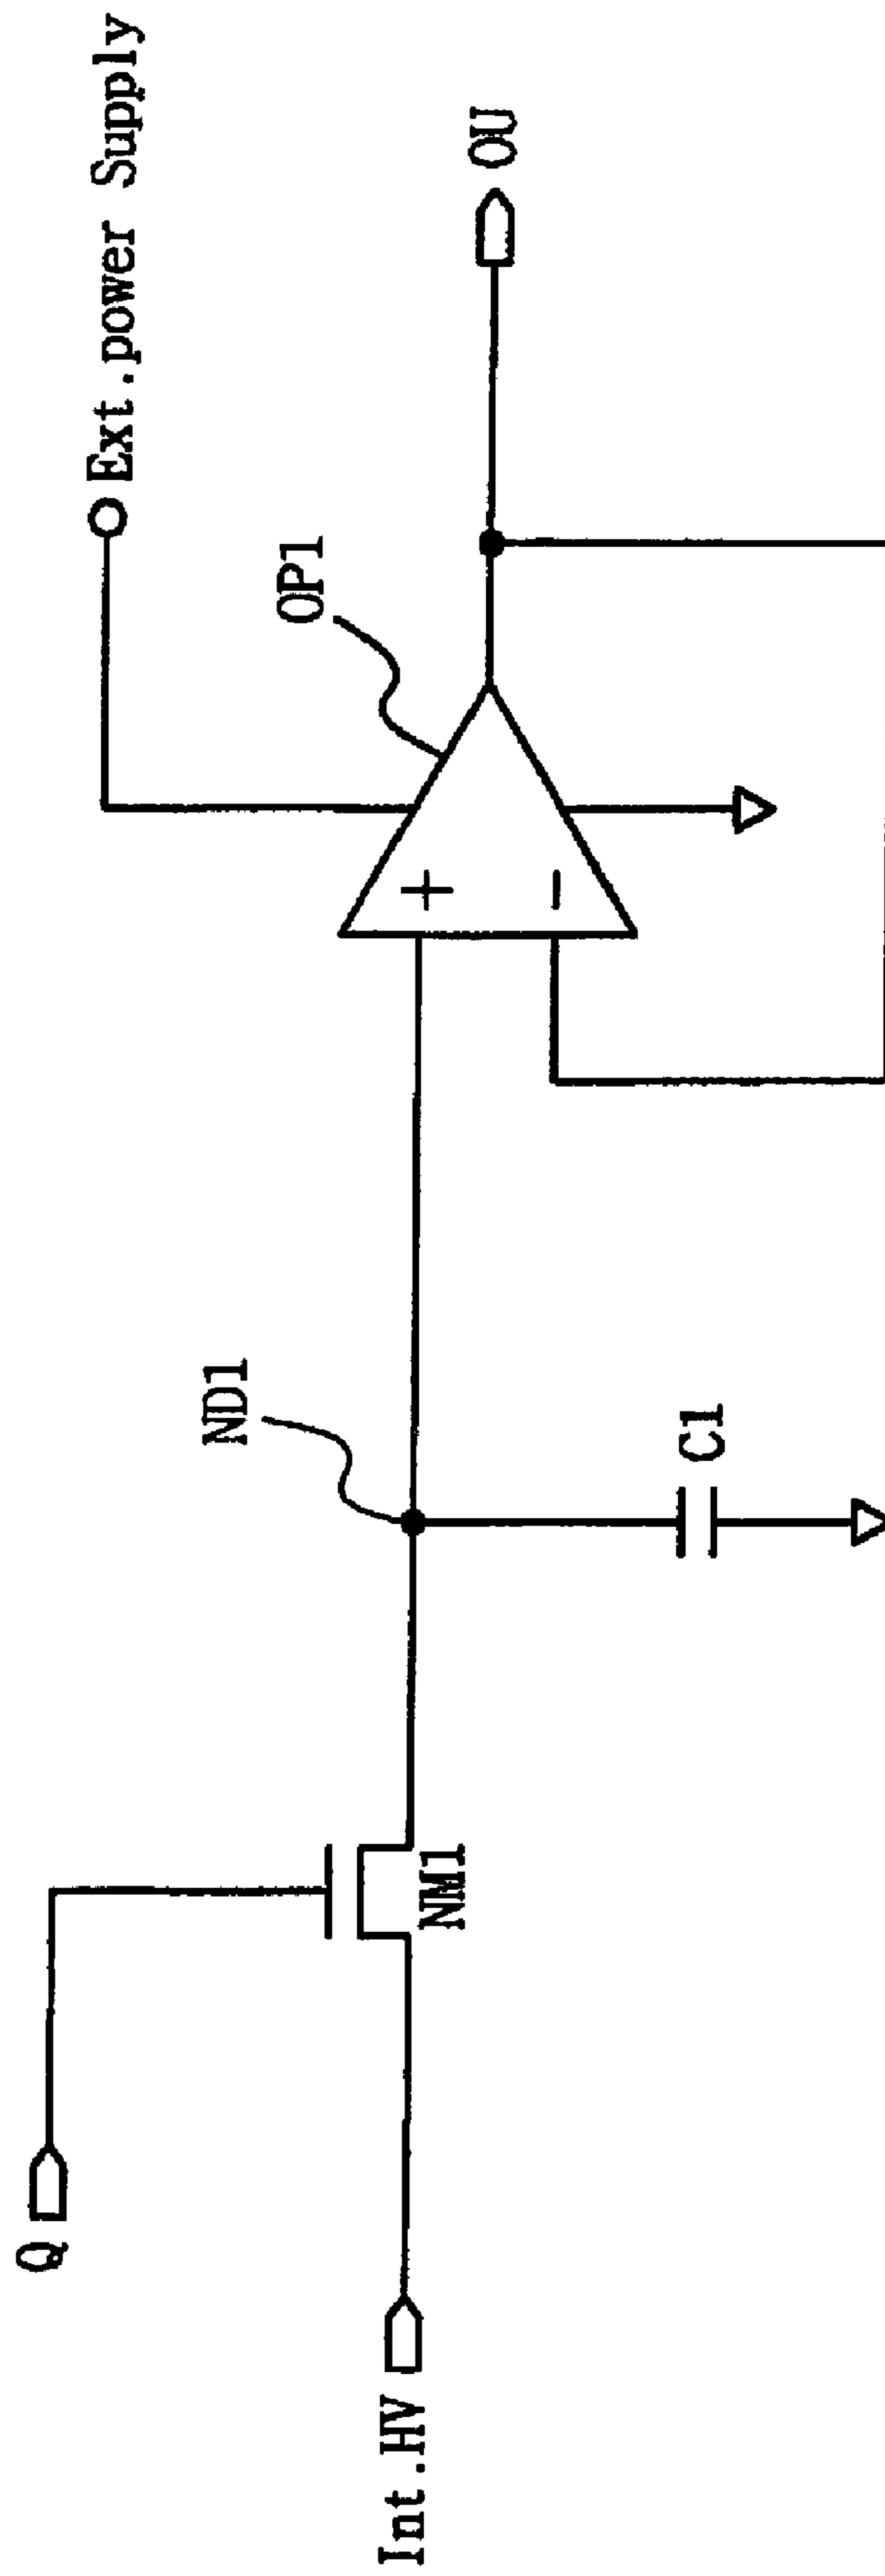 Q
Int.HV
NM1
ND1
C1
OP1
Ext.power Supply
+
-
OU